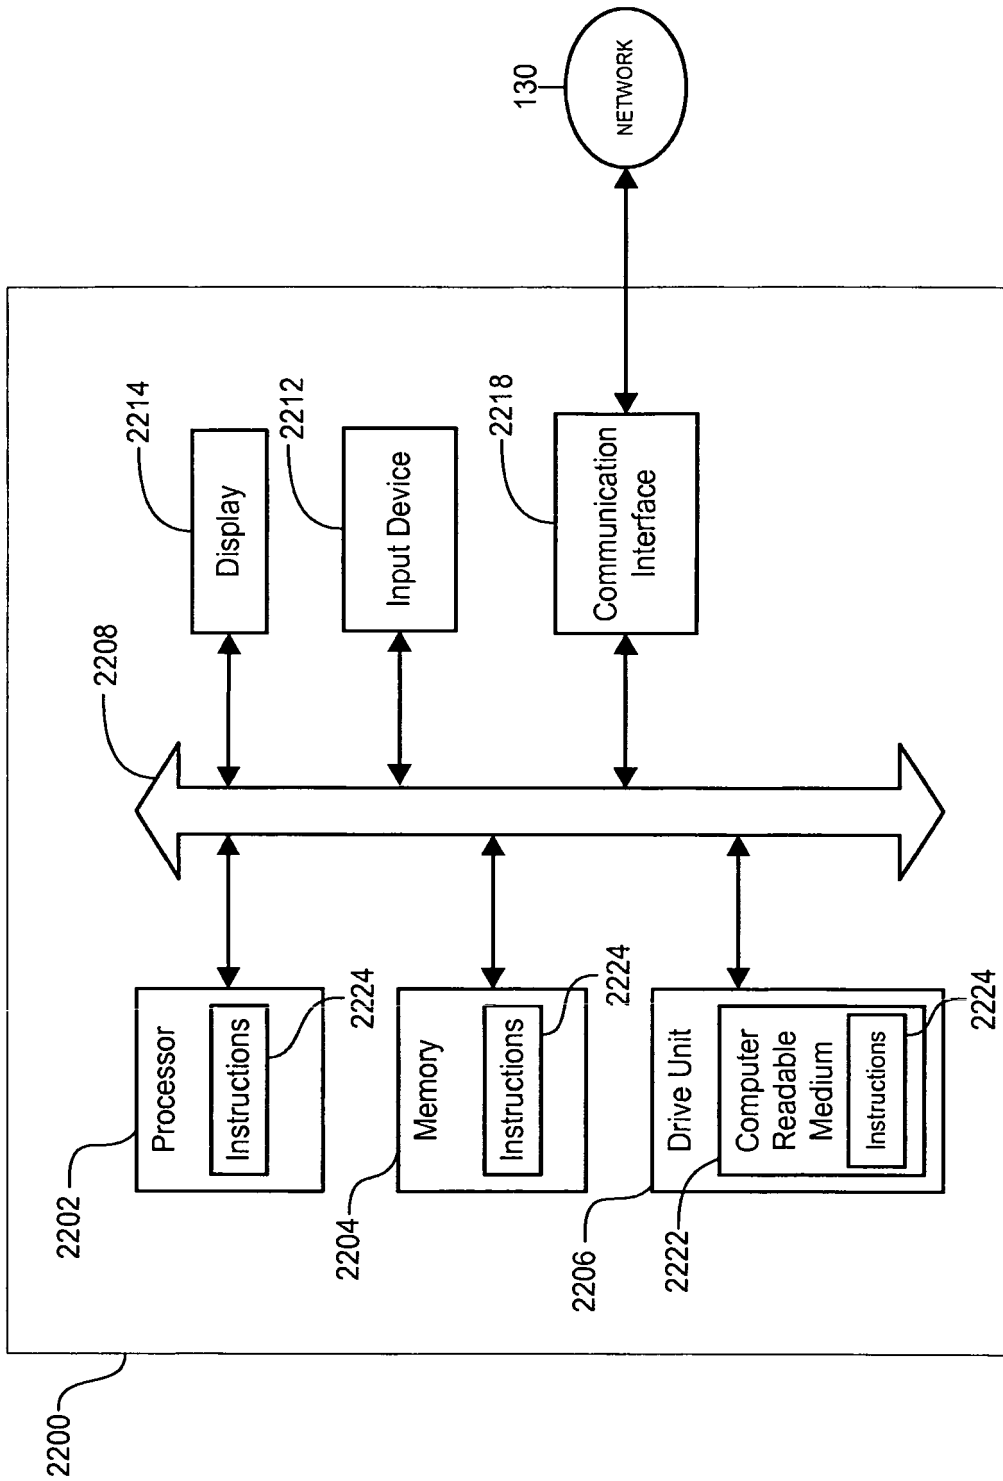 2200
2202
Processor
Instructions
2224
2204
Memory
Instructions
2224
2206
2222
Drive Unit
Computer
Readable
Medium
Instructions
2224
2208
Display
2214
Input Device
2212
Communication
Interface
2218
130
NETWORK